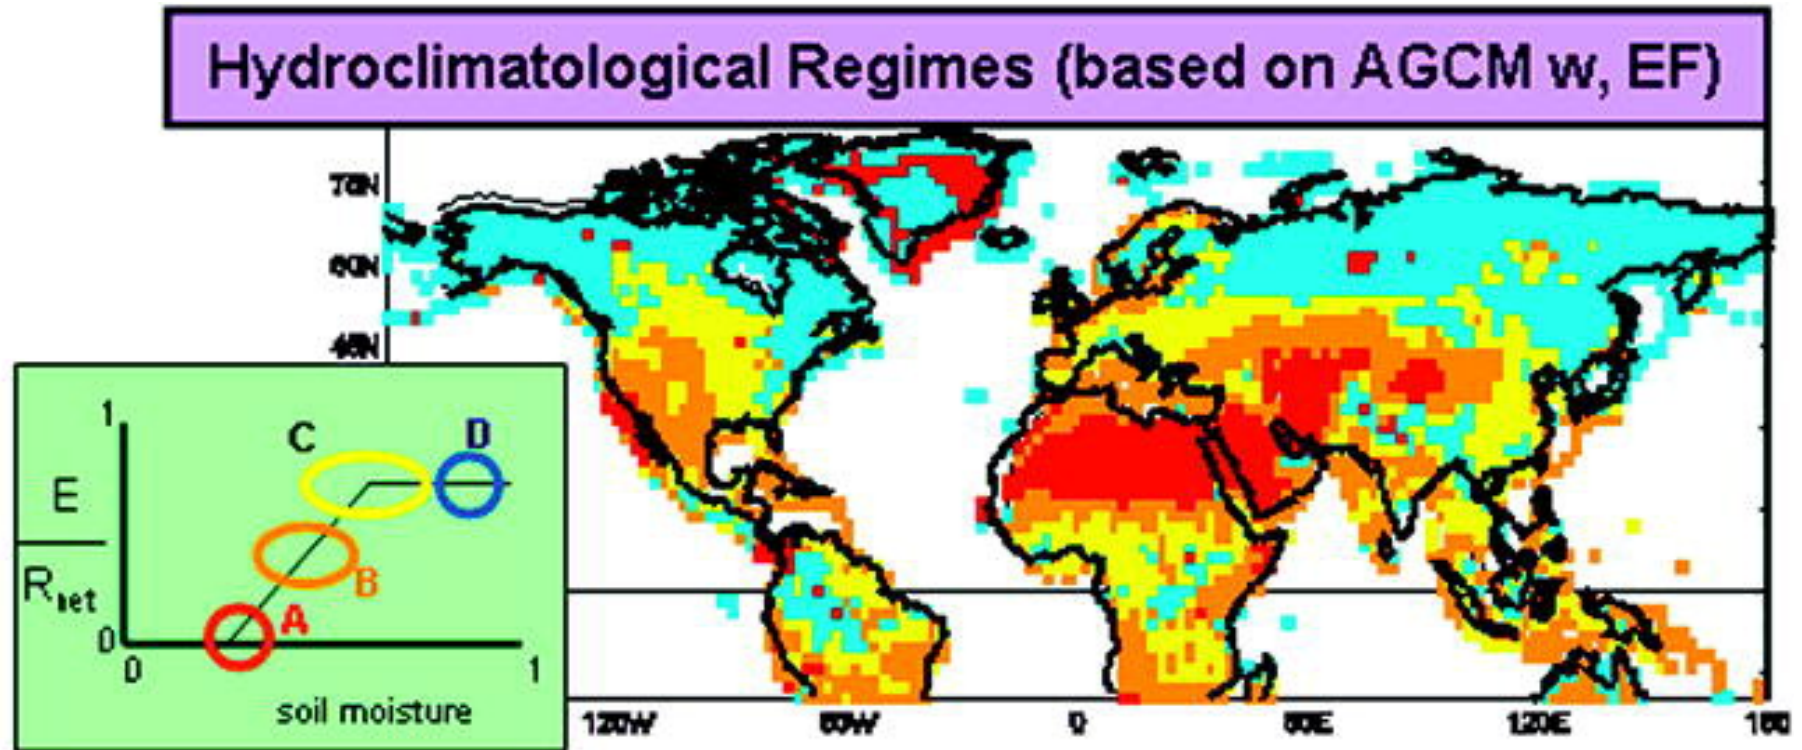 Hydroclimatological Regimes (based on AGCM w, EF)
70N
60N
45N
1
C
D
E
R net
B
A
0
0
1
soil moisture
120W
60W
0
60E
120E
180